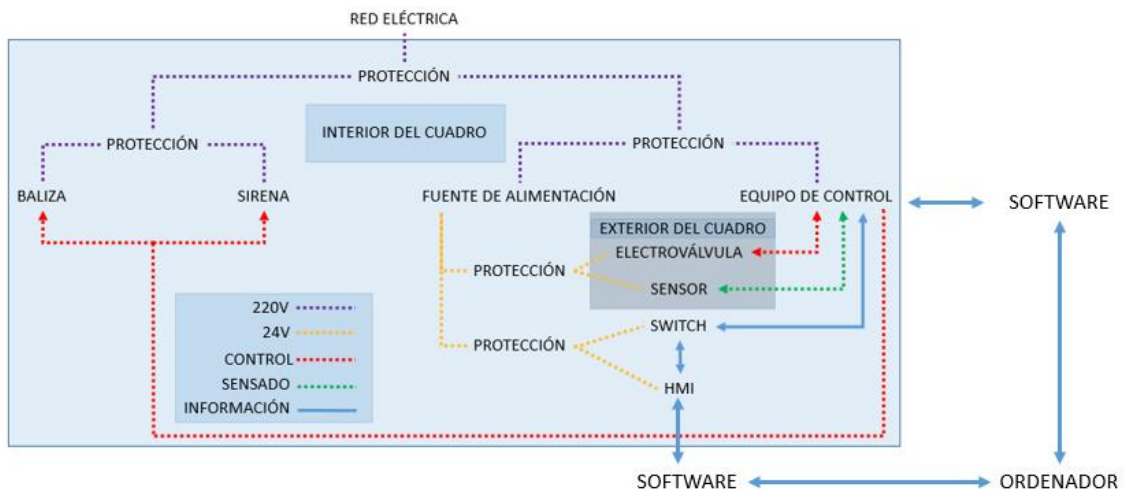 RED ELÉCTRICA
PROTECCIÓN
INTERIOR DEL CUADRO
PROTECCIÓN
PROTECCIÓN
BALIZA
SIRENA
FUENTE DE ALIMENTACIÓN
EQUIPO DE CONTROL
SOFTWARE
EXTERIOR DEL CUADRO
ELECTROVÁLVULA
PROTECCIÓN
SENSOR
220V
24V
CONTROL
SENSADO
INFORMACIÓN
SWITCH
PROTECCIÓN
HMI
SOFTWARE
ORDENADOR